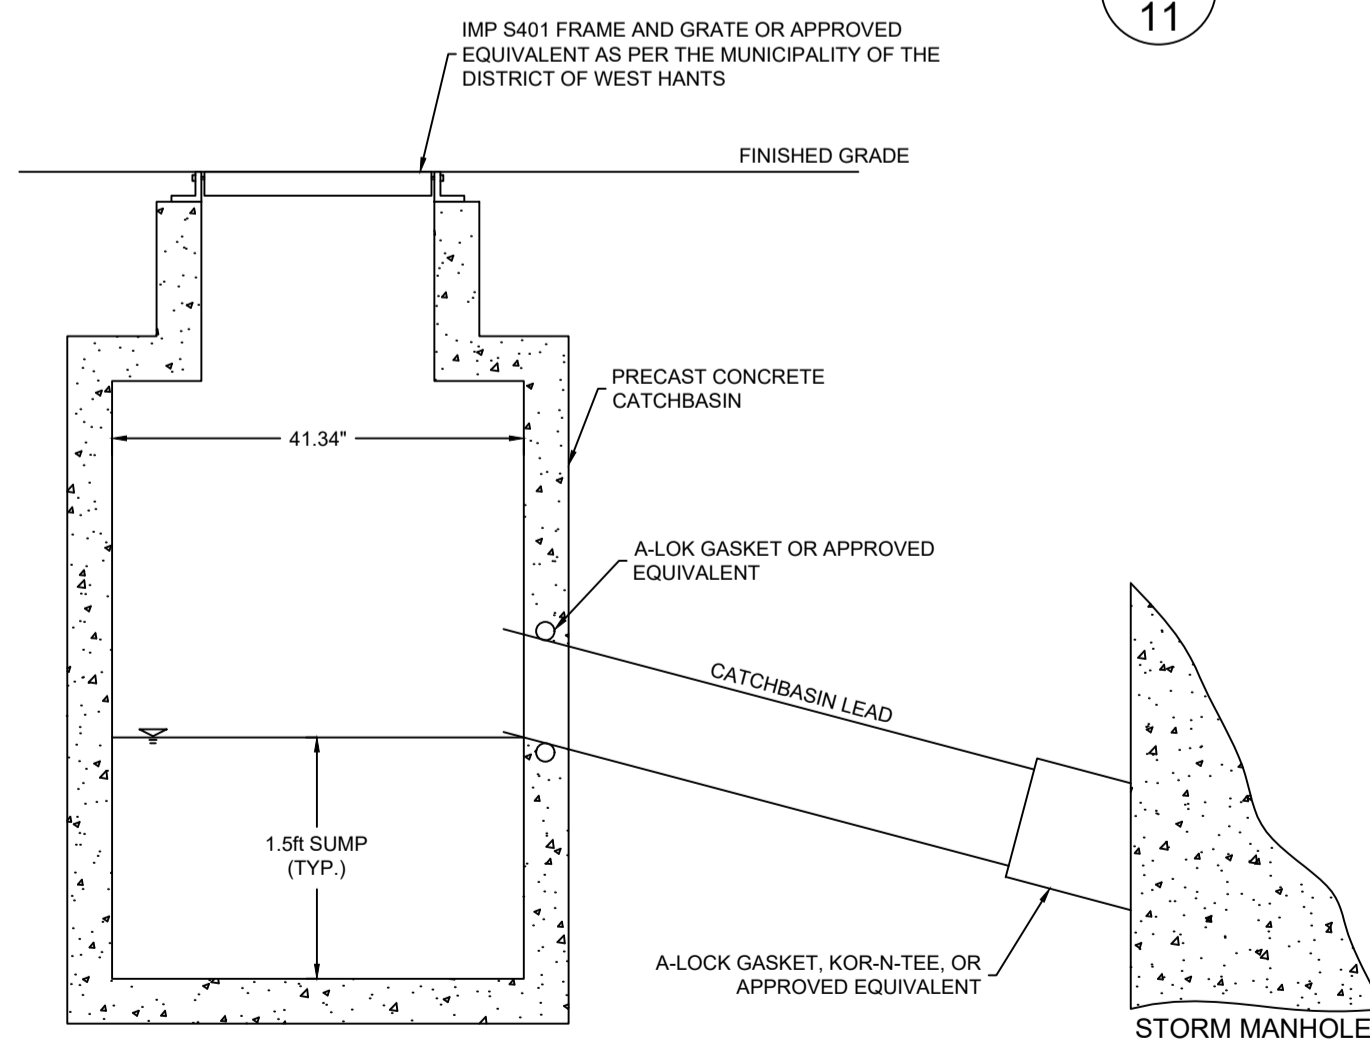 11
IMP S401 FRAME AND GRATE OR APPROVED
EQUIVALENT AS PER THE MUNICIPALITY OF THE
DISTRICT OF WEST HANTS
FINISHED GRADE
PRECAST CONCRETE
CATCHBASIN
41.34"
A-LOK GASKET OR APPROVED
EQUIVALENT
CATCHBASIN LEAD
1.5ft SUMP
(TYP.)
A-LOCK GASKET, KOR-N-TEE, OR
APPROVED EQUIVALENT
STORM MANHOLE